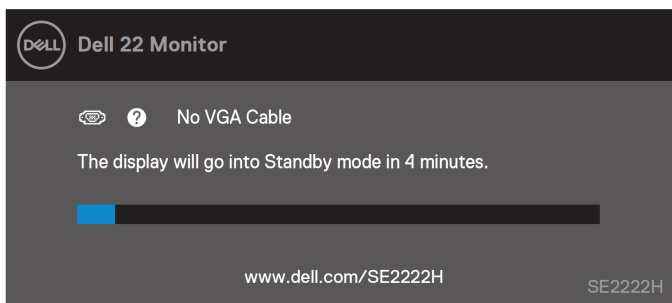 DELL Dell 22 Monitor
? No VGA Cable
The display will go into Standby mode in 4 minutes.
www.dell.com/SE2222H
SE2222H